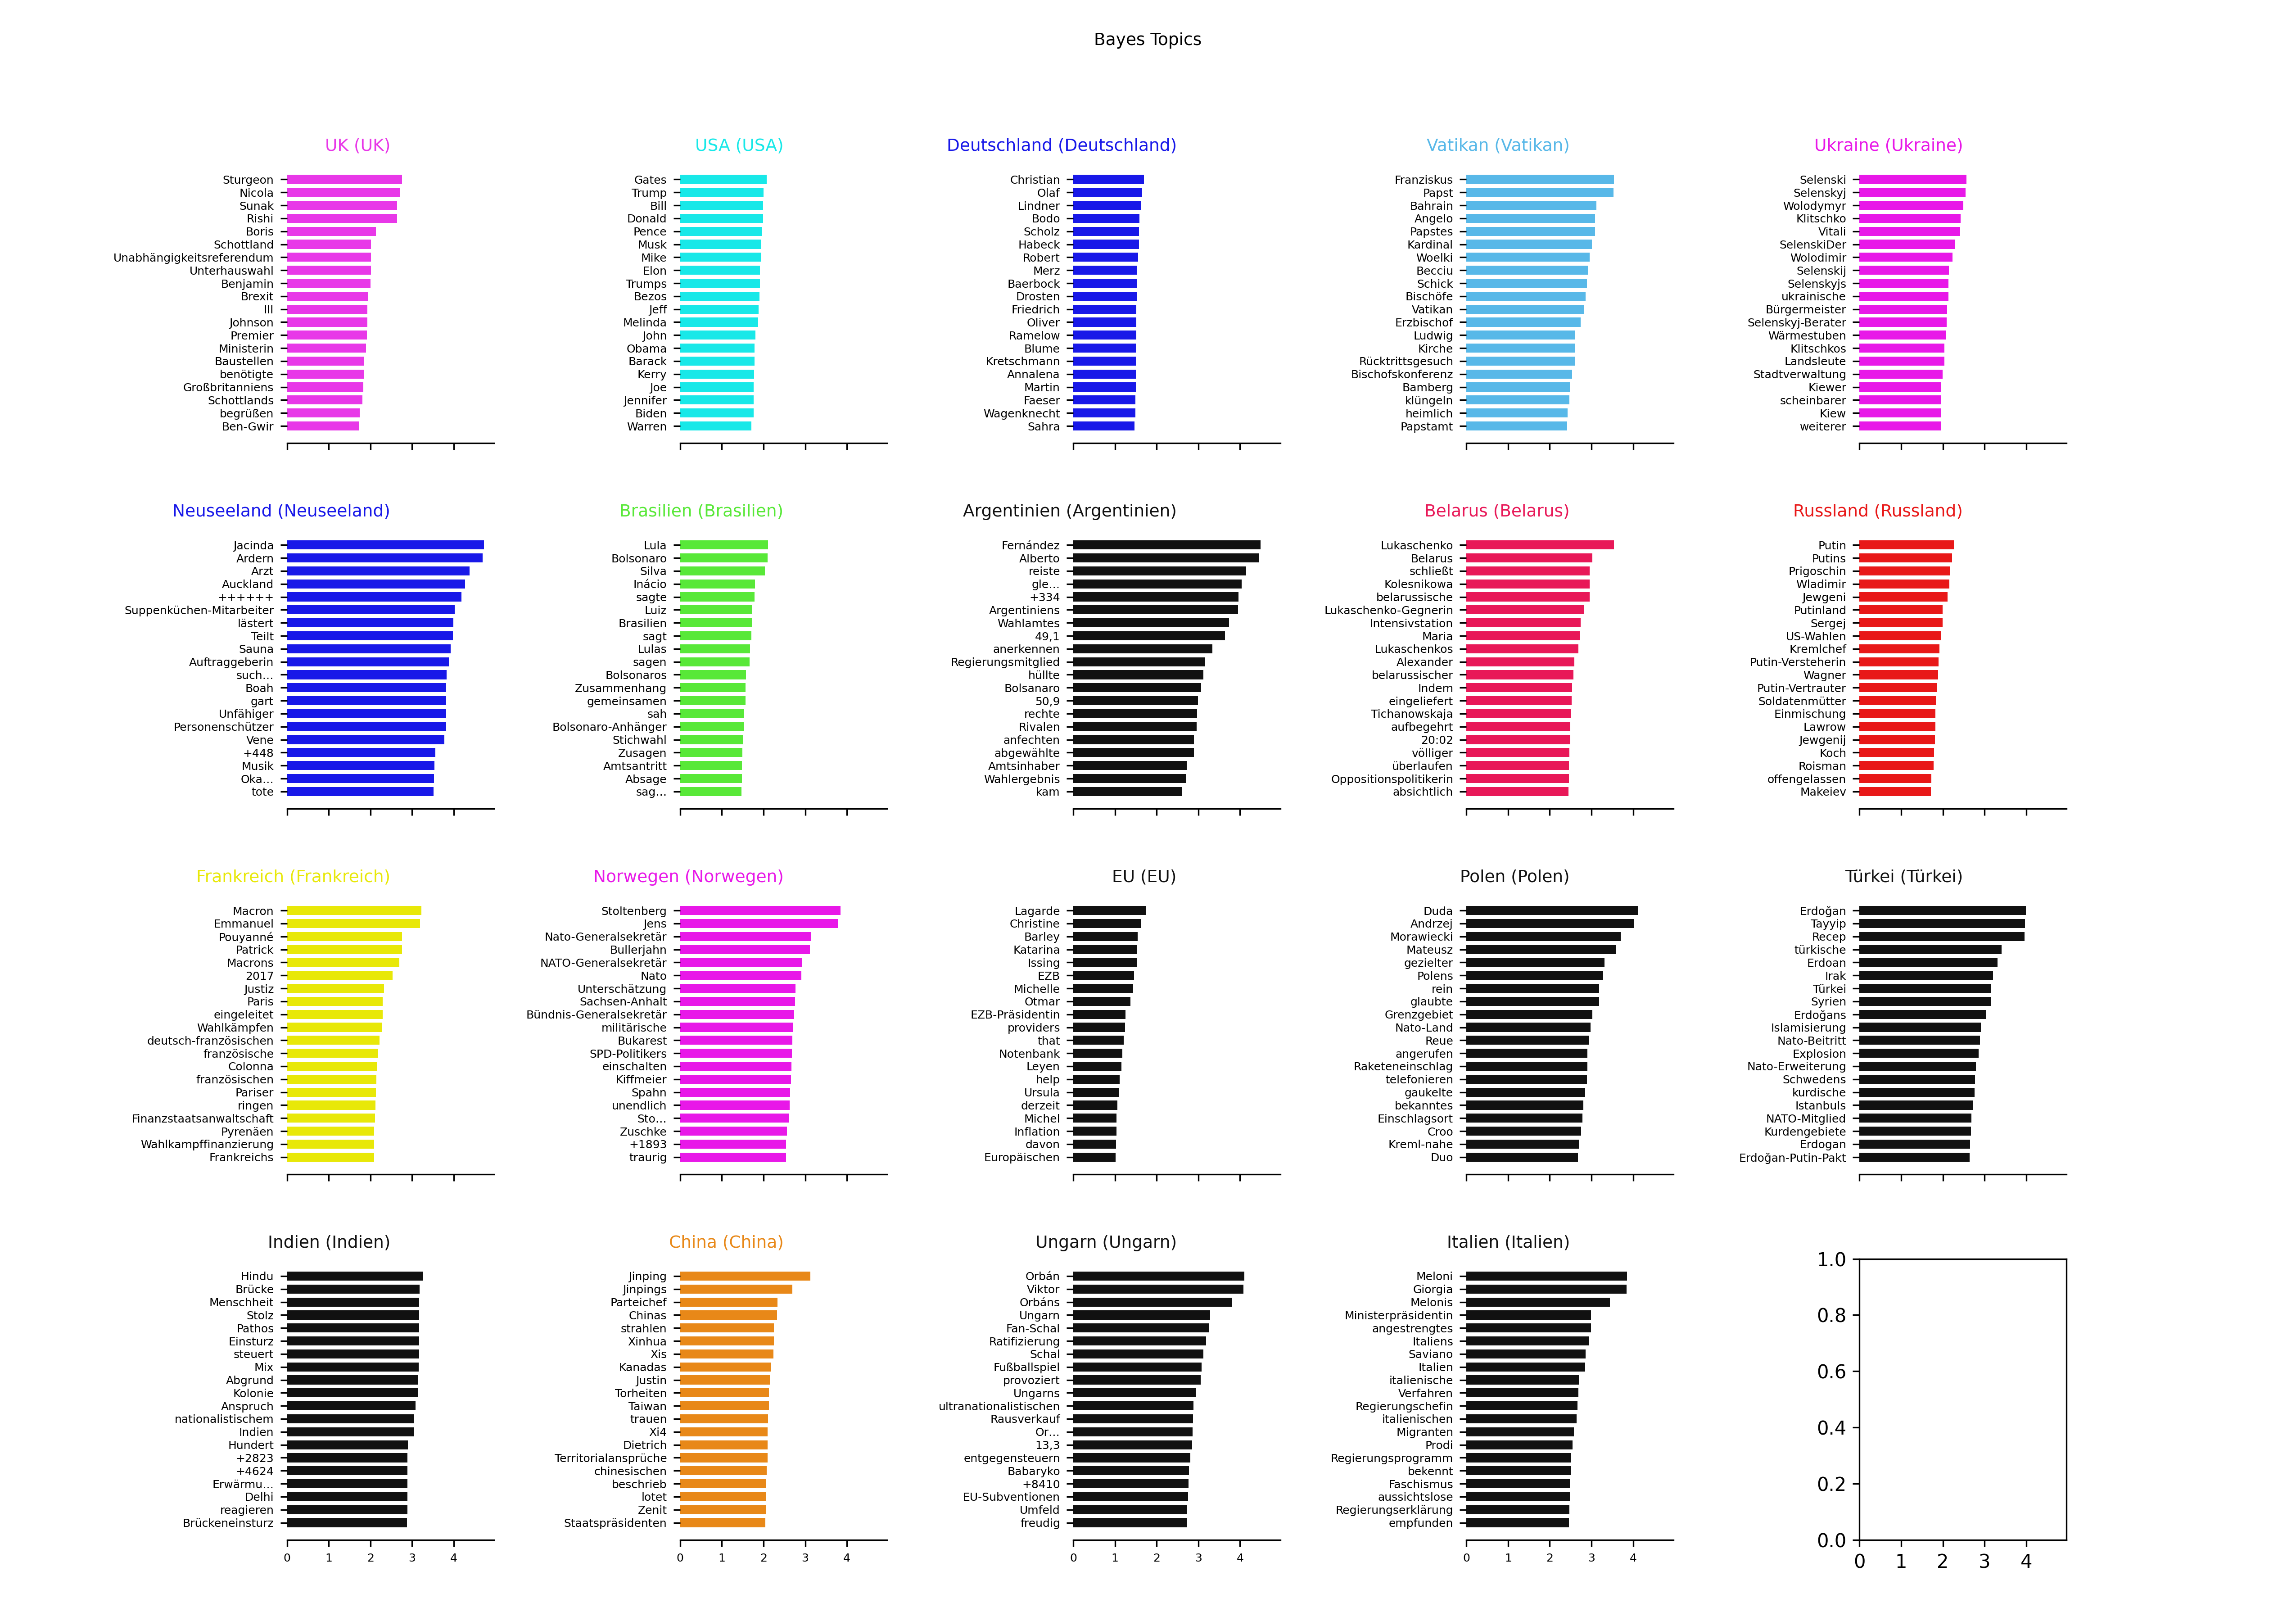 Bayes Topics
UK (UK)
Sturgeon
Nicola
Sunak
Rishi
Boris
Schottland
Unabhängigkeitsreferendum
Unterhauswahl
Benjamin
Brexit
III
Johnson
Premier
Ministerin
Baustellen
benötigte
Großbritanniens
Schottlands
begrüßen
Ben-Gwir
USA (USA)
Gates
Trump
Bill
Donald
Pence
Musk
Mike
Elon
Trumps
Bezos
Jeff
Melinda
John
Obama
Barack
Kerry
Joe
Jennifer
Biden
Warren
Deutschland (Deutschland)
Christian
Olaf
Lindner
Bodo
Scholz
Habeck
Robert
Merz
Baerbock
Drosten
Friedrich
Oliver
Ramelow
Blume
Kretschmann
Annalena
Martin
Faeser
Wagenknecht
Sahra
Vatikan (Vatikan)
Franziskus
Papst
Bahrain
Angelo
Papstes
Kardinal
Woelki
Becciu
Schick
Bischöfe
Vatikan
Erzbischof
Ludwig
Kirche
Rücktrittsgesuch
Bischofskonferenz
Bamberg
klüngeln
heimlich
Papstamt
Ukraine (Ukraine)
Selenski
Selenskyj
Wolodymyr
Klitschko
Vitali
SelenskiDer
Wolodimir
Selenskij
Selenskyjs
ukrainische
Bürgermeister
Selenskyj-Berater
Wärmestuben
Klitschkos
Landsleute
Stadtverwaltung
Kiewer
scheinbarer
Kiew
weiterer
Neuseeland (Neuseeland)
Jacinda
Ardern
Arzt
Auckland
++++++
Suppenküchen-Mitarbeiter
lästert
Teilt
Sauna
Auftraggeberin
such…
Boah
gart
Unfähiger
Personenschützer
Vene
+448
Musik
Oka…
tote
Brasilien (Brasilien)
Lula
Bolsonaro
Silva
Inácio
sagte
Luiz
Brasilien
sagt
Lulas
sagen
Bolsonaros
Zusammenhang
gemeinsamen
sah
Bolsonaro-Anhänger
Stichwahl
Zusagen
Amtsantritt
Absage
sag…
Argentinien (Argentinien)
Fernández
Alberto
reiste
gle…
+334
Argentiniens
Wahlamtes
49,1
anerkennen
Regierungsmitglied
hüllte
Bolsanaro
50,9
rechte
Rivalen
anfechten
abgewählte
Amtsinhaber
Wahlergebnis
kam
Belarus (Belarus)
Lukaschenko
Belarus
schließt
Kolesnikowa
belarussische
Lukaschenko-Gegnerin
Intensivstation
Maria
Lukaschenkos
Alexander
belarussischer
Indem
eingeliefert
Tichanowskaja
aufbegehrt
20:02
völliger
überlaufen
Oppositionspolitikerin
absichtlich
Russland (Russland)
Putin
Putins
Prigoschin
Wladimir
Jewgeni
Putinland
Sergej
US-Wahlen
Kremlchef
Putin-Versteherin
Wagner
Putin-Vertrauter
Soldatenmütter
Einmischung
Lawrow
Jewgenij
Koch
Roisman
offengelassen
Makeiev
Frankreich (Frankreich)
Macron
Emmanuel
Pouyanné
Patrick
Macrons
2017
Justiz
Paris
eingeleitet
Wahlkämpfen
deutsch-französischen
französische
Colonna
französischen
Pariser
ringen
Finanzstaatsanwaltschaft
Pyrenäen
Wahlkampffinanzierung
Frankreichs
Norwegen (Norwegen)
Stoltenberg
Jens
Nato-Generalsekretär
Bullerjahn
NATO-Generalsekretär
Nato
Unterschätzung
Sachsen-Anhalt
Bündnis-Generalsekretär
militärische
Bukarest
SPD-Politikers
einschalten
Kiffmeier
Spahn
unendlich
Sto…
Zuschke
+1893
traurig
EU (EU)
Lagarde
Christine
Barley
Katarina
Issing
EZB
Michelle
Otmar
EZB-Präsidentin
providers
that
Notenbank
Leyen
help
Ursula
derzeit
Michel
Inflation
davon
Europäischen
Polen (Polen)
Duda
Andrzej
Morawiecki
Mateusz
gezielter
Polens
rein
glaubte
Grenzgebiet
Nato-Land
Reue
angerufen
Raketeneinschlag
telefonieren
gaukelte
bekanntes
Einschlagsort
Croo
Kreml-nahe
Duo
Türkei (Türkei)
Erdoğan
Tayyip
Recep
türkische
Erdoan
Irak
Türkei
Syrien
Erdoğans
Islamisierung
Nato-Beitritt
Explosion
Nato-Erweiterung
Schwedens
kurdische
Istanbuls
NATO-Mitglied
Kurdengebiete
Erdogan
Erdoğan-Putin-Pakt
Indien (Indien)
Hindu
Brücke
Menschheit
Stolz
Pathos
Einsturz
steuert
Mix
Abgrund
Kolonie
Anspruch
nationalistischem
Indien
Hundert
+2823
+4624
Erwärmu…
Delhi
reagieren
Brückeneinsturz
0 1 2 3 4
China (China)
Jinping
Jinpings
Parteichef
Chinas
strahlen
Xinhua
Xis
Kanadas
Justin
Torheiten
Taiwan
trauen
Xi4
Dietrich
Territorialansprüche
chinesischen
beschrieb
lotet
Zenit
Staatspräsidenten
0 1 2 3 4
Ungarn (Ungarn)
Orbán
Viktor
Orbáns
Ungarn
Fan-Schal
Ratifizierung
Schal
Fußballspiel
provoziert
Ungarns
ultranationalistischen
Rausverkauf
Or…
13,3
entgegensteuern
Babaryko
+8410
EU-Subventionen
Umfeld
freudig
0 1 2 3 4
Italien (Italien)
Meloni
Giorgia
Melonis
Ministerpräsidentin
angestrengtes
Italiens
Saviano
Italien
italienische
Verfahren
Regierungschefin
italienischen
Migranten
Prodi
Regierungsprogramm
bekennt
Faschismus
aussichtslose
Regierungserklärung
empfunden
0 1 2 3 4
1.0
0.8
0.6
0.4
0.2
0.0
0 1 2 3 4